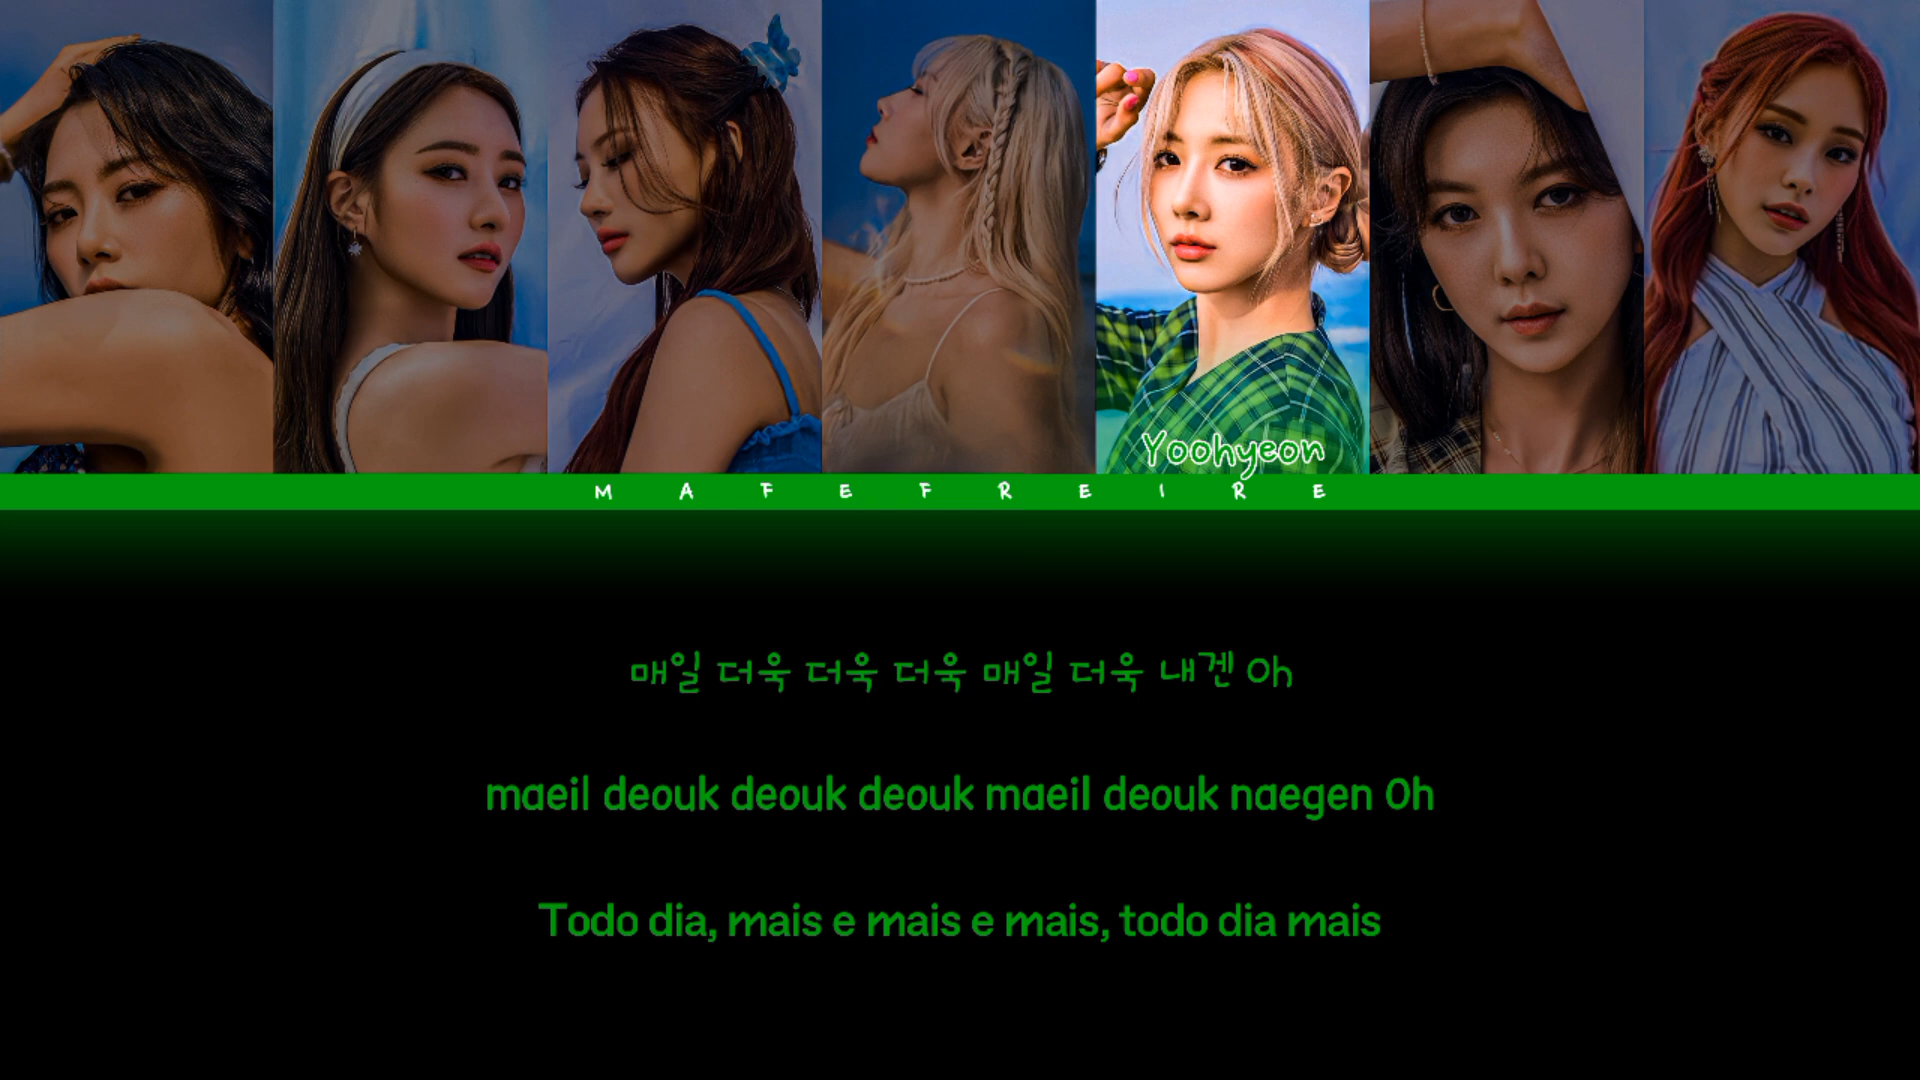 Yoohyeon
MAFEFREIRE
매일 더욱 더욱 더욱 매일 더욱 내겐 Oh
maeil deouk deouk deouk maeil deouk naegen Oh
Todo dia, mais e mais e mais, todo dia mais